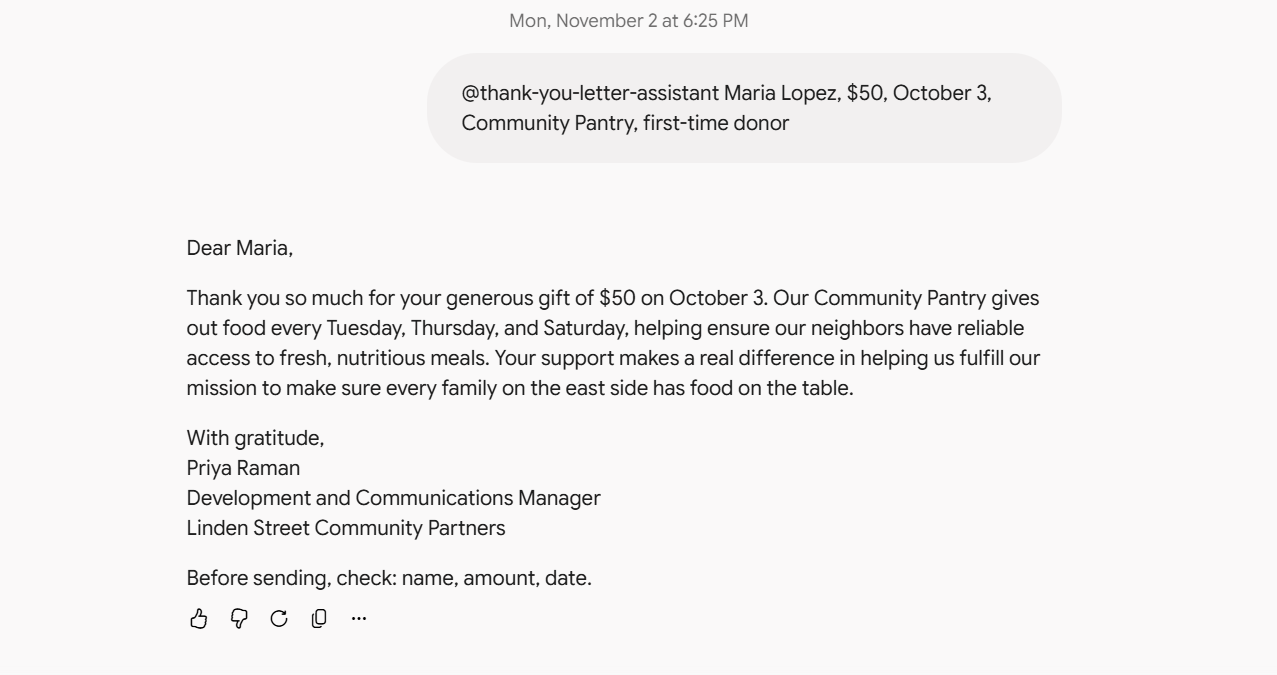 Mon, November 2 at 6:25 PM
@thank-you-letter-assistant Maria Lopez, $50, October 3,
Community Pantry, first-time donor
Dear Maria,
Thank you so much for your generous gift of $50 on October 3. Our Community Pantry gives
out food every Tuesday, Thursday, and Saturday, helping ensure our neighbors have reliable
access to fresh, nutritious meals. Your support makes a real difference in helping us fulfill our
mission to make sure every family on the east side has food on the table.
With gratitude,
Priya Raman
Development and Communications Manager
Linden Street Community Partners
Before sending, check: name, amount, date.